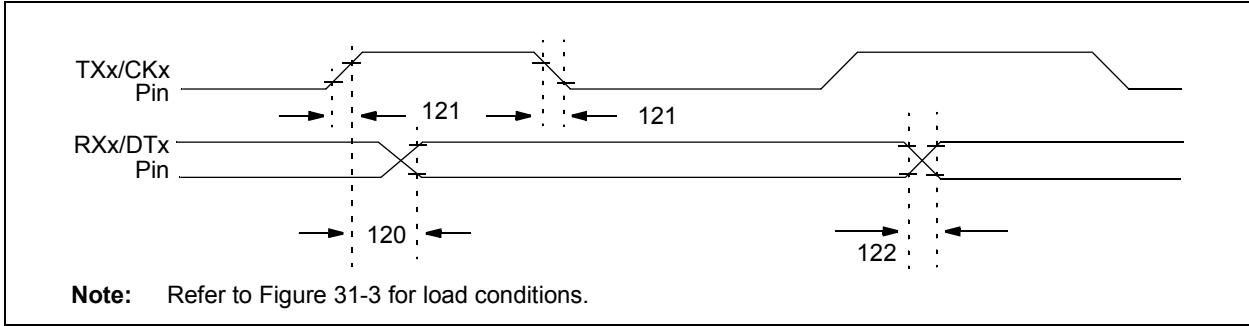 TXx/CKx
Pin
121
121
RXx/DTx
Pin
120
122
Note: Refer to Figure 31-3 for load conditions.